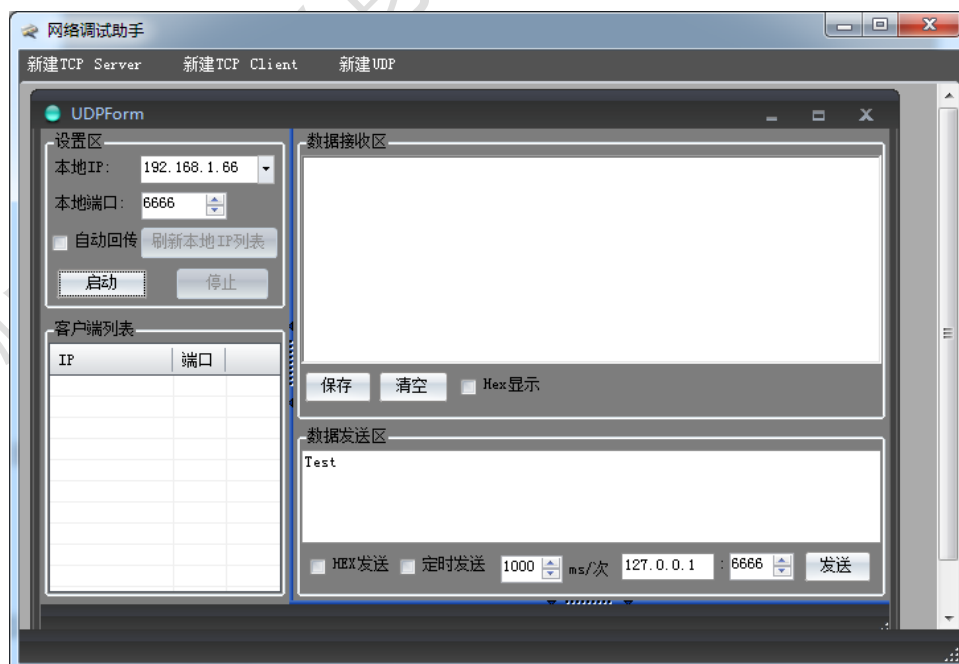 网络调试助手
新建TCP Server 新建TCP Client 新建UDP
UDPForm
设置区
本地IP: 192.168.1.66
本地端口: 6666
自动回传 刷新本地IP列表
启动 停止
客户端列表
IP 端口
数据接收区
保存 清空 Hex显示
数据发送区
Test
HEX发送 定时发送 1000 ms/次 127.0.0.1 : 6666 发送